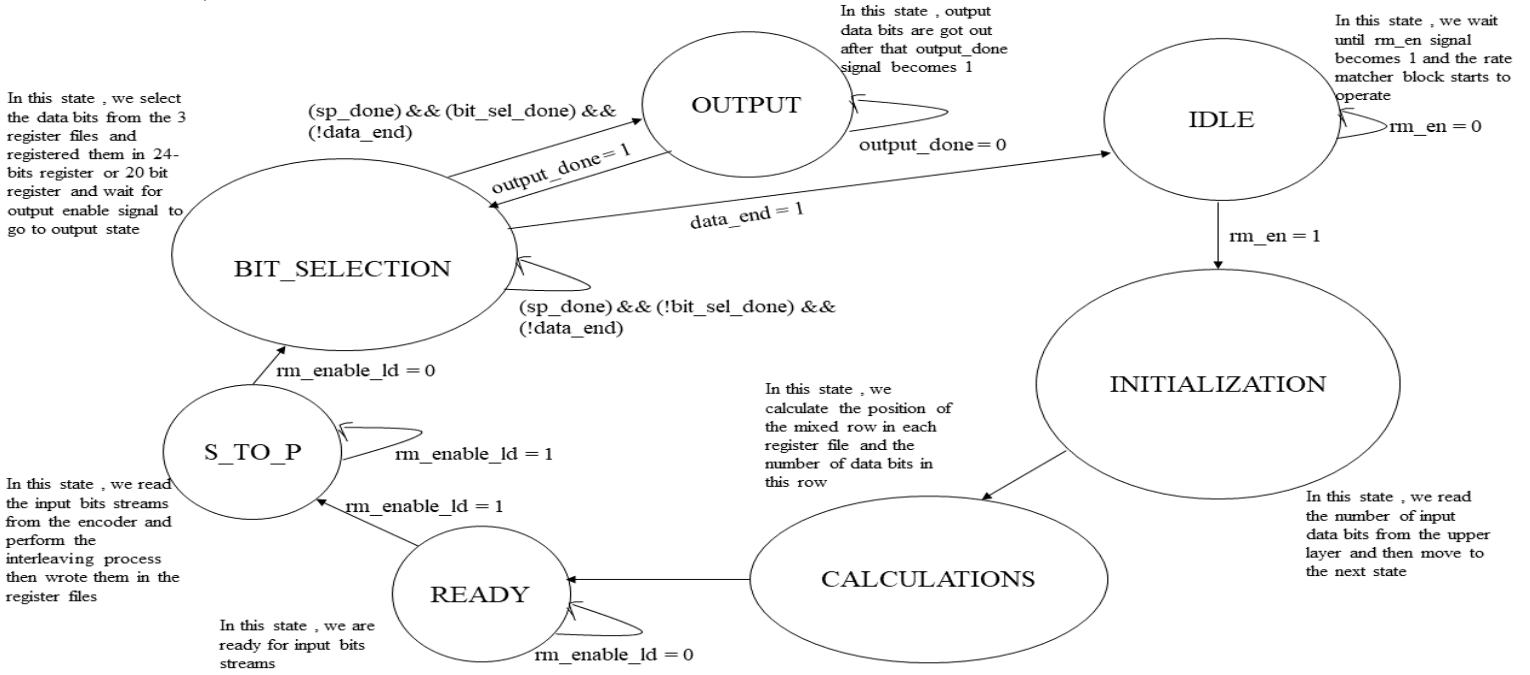 In this state , output
data bits are got out
after that output_done
signal becomes 1
In this state , we wait
until rm_en signal
becomes 1 and the rate
matcher block starts to
operate
In this state , we select
the data bits from the 3
register files and
registered them in 24-
bits register or 20 bit
register and wait for
output enable signal to
go to output state
(sp_done) && (bit_sel_done) &&
(!data_end)
OUTPUT
IDLE
rm_en = 0
output_done = 0
output_done = 1
data_end = 1
rm_en = 1
BIT_SELECTION
(sp_done) && (!bit_sel_done) &&
(!data_end)
rm_enable_ld = 0
INITIALIZATION
In this state , we
calculate the position of
the mixed row in each
register file and the
number of data bits in
this row
S_TO_P
rm_enable_ld = 1
In this state , we read
the input bits streams
from the encoder and
perform the
interleaving process
then wrote them in the
register files
rm_enable_ld = 1
In this state , we read
the number of input
data bits from the upper
layer and then move to
the next state
CALCULATIONS
READY
In this state , we are
ready for input bits
streams
rm_enable_ld = 0